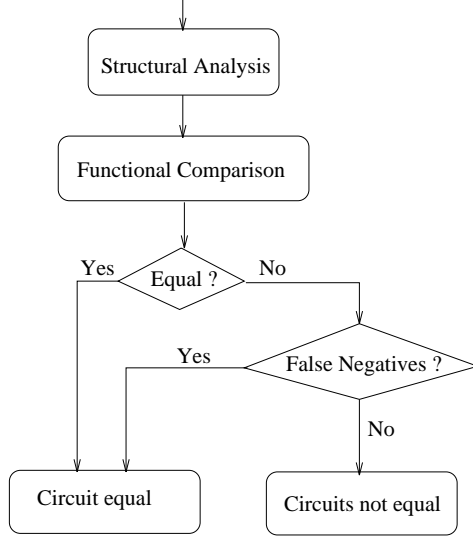 Structural Analysis
Functional Comparison
Yes
Equal ?
No
Yes
False Negatives ?
No
Circuit equal
Circuits not equal